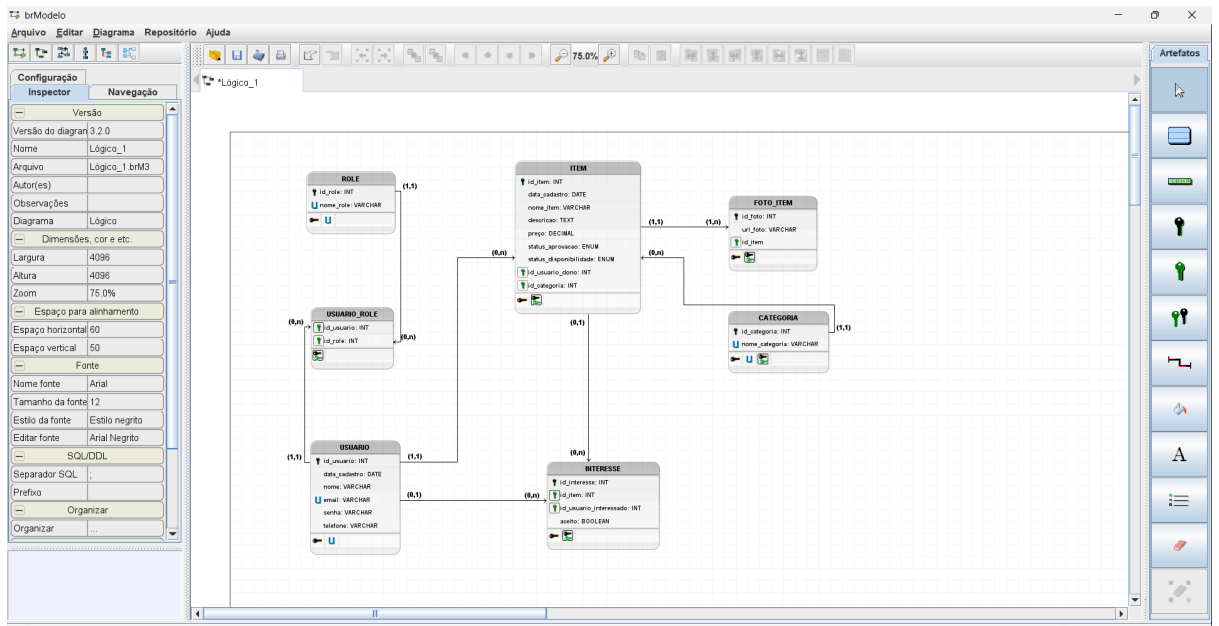 brModelo
Arquivo Editar Diagrama Repositório Ajuda
75.0%
Artefatos
Configuração
Inspector Navegação
*Lógico_1
Versão
Versão do diagran 3.2.0
Nome Lógico_1
Arquivo Lógico_1.brM3
Autor(es)
Observações
Diagrama Lógico
Dimensões, cor e etc.
Largura 4096
Altura 4096
Zoom 75.0%
Espaço para alinhamento
Espaço horizontal 60
Espaço vertical 50
Fonte
Nome fonte Arial
Tamanho da fonte 12
Estilo da fonte Estilo negrito
Editar fonte Arial Negrito
SQL/DDL
Separador SQL ;
Prefixo
Organizar
Organizar ...
ROLE
id_role: INT
U nome_role: VARCHAR
U
(1,1)
ITEM
id_item: INT
data_cadastro: DATE
nome_item: VARCHAR
descricao: TEXT
preço: DECIMAL
status_aprovacao: ENUM
status_disponibilidade: ENUM
id_usuario_dono: INT
id_categoria: INT
(1,1) (1,n)
(0,n) (0,n)
(0,1)
FOTO_ITEM
id_foto: INT
url_foto: VARCHAR
id_item
USUARIO_ROLE
id_usuario: INT
id_role: INT
(0,n) (0,n)
CATEGORIA
id_categoria: INT
U nome_categoria: VARCHAR
U
(1,1)
USUARIO
id_usuario: INT
data_cadastro: DATE
nome: VARCHAR
U email: VARCHAR
senha: VARCHAR
telefone: VARCHAR
U
(1,1) (1,1)
(0,1) (0,n)
(0,n)
INTERESSE
id_interesse: INT
id_item: INT
id_usuario_interessado: INT
aceito: BOOLEAN
A